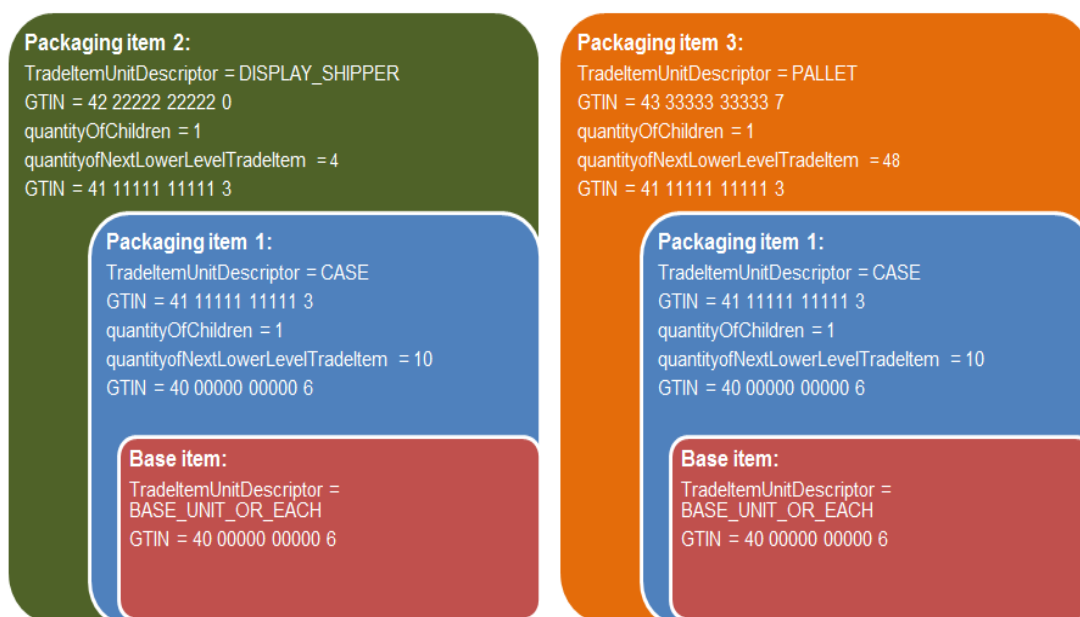 Packaging item 2:
TradeItemUnitDescriptor = DISPLAY_SHIPPER
GTIN = 42 22222 22222 0
quantityOfChildren = 1
quantityofNextLowerLevelTradeItem = 4
GTIN = 41 11111 11111 3
Packaging item 1:
TradeItemUnitDescriptor = CASE
GTIN = 41 11111 11111 3
quantityOfChildren = 1
quantityofNextLowerLevelTradeItem = 10
GTIN = 40 00000 00000 6
Base item:
TradeItemUnitDescriptor =
BASE_UNIT_OR_EACH
GTIN = 40 00000 00000 6
Packaging item 3:
TradeItemUnitDescriptor = PALLET
GTIN = 43 33333 33333 7
quantityOfChildren = 1
quantityofNextLowerLevelTradeItem = 48
GTIN = 41 11111 11111 3
Packaging item 1:
TradeItemUnitDescriptor = CASE
GTIN = 41 11111 11111 3
quantityOfChildren = 1
quantityofNextLowerLevelTradeItem = 10
GTIN = 40 00000 00000 6
Base item:
TradeItemUnitDescriptor =
BASE_UNIT_OR_EACH
GTIN = 40 00000 00000 6